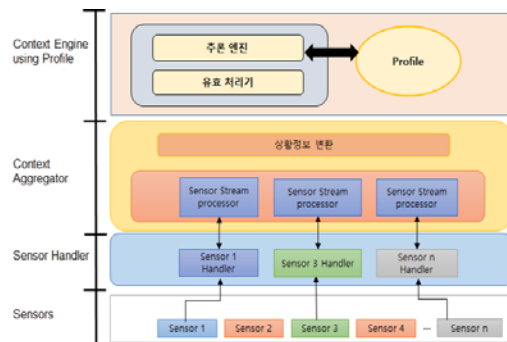 Context Engine
using Profile
추론 엔진
유효 처리기
Profile
Context
Aggregator
상황정보 변환
Sensor Stream
processor
Sensor Stream
processor
Sensor Stream
processor
Sensor Handler
Sensor 1
Handler
Sensor 3 Handler
Sensor n
Handler
Sensors
Sensor 1
Sensor 2
Sensor 3
Sensor 4
...
Sensor n